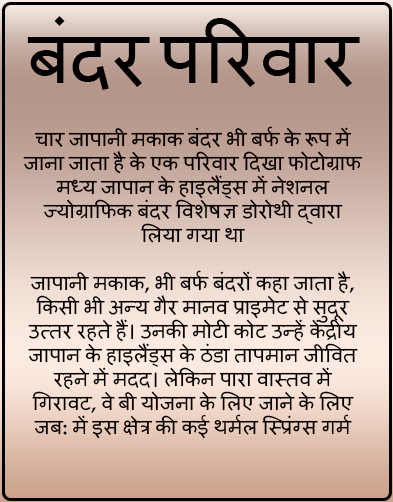 बंदर परिवार
चार जापानी मकाक बंदर भी बर्फ के रूप में
जाना जाता है के एक परिवार दिखा फोटोग्राफ
मध्य जापान के हाइलैंड्स में नेशनल
ज्योग्राफिक बंदर विशेषज्ञ डोरोथी द्वारा
लिया गया था
जापानी मकाक, भी बर्फ बंदरों कहा जाता है,
किसी भी अन्य गैर मानव प्राइमेट से सुदूर
उत्तर रहते हैं। उनकी मोटी कोट उन्हें केंद्रीय
जापान के हाइलैंड्स के ठंडा तापमान जीवित
रहने में मदद। लेकिन पारा वास्तव में
गिरावट, वे बी योजना के लिए जाने के लिए
जब: में इस क्षेत्र की कई थर्मल स्प्रिंग्स गर्म